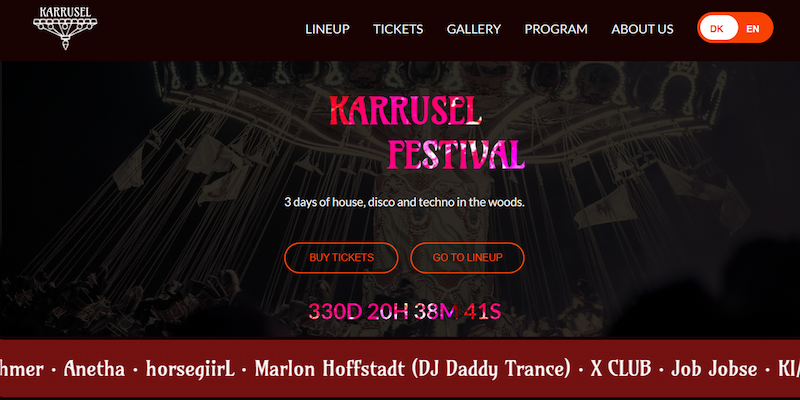 KARRUSEL
LINEUP TICKETS GALLERY PROGRAM ABOUT US DK EN
KARRUSEL
FESTIVAL
3 days of house, disco and techno in the woods.
BUY TICKETS GO TO LINEUP
330D 20H 38M 41S
hmer · Anetha · horsegiirL · Marlon Hoffstadt (DJ Daddy Trance) · X CLUB · Job Jobse · KI/